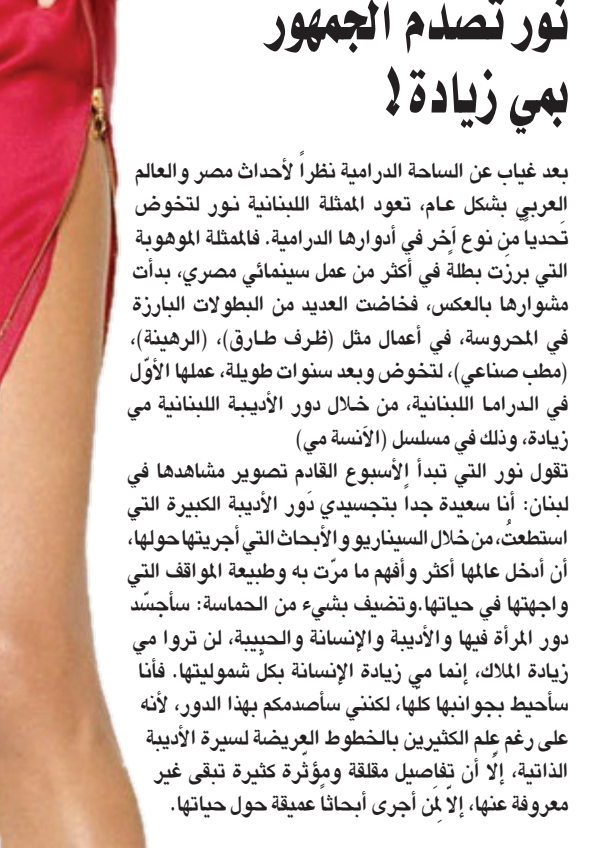 نور تصدم الجمهور
بمي زيادة!
بعد غياب عن الساحة الدرامية نظراً لأحداث مصر والعالم
العربي بشكل عام، تعود الممثلة اللبنانية نور لتخوض
تحدياً من نوع آخر في أدوارها الدرامية. فالممثلة الموهوبة
التي برزت بطلة في أكثر من عمل سينمائي مصري، بدأت
مشوارها بالعكس، فخاضت العديد من البطولات البارزة
في المحروسة، في أعمال مثل (ظرف طارق)، (الرهينة)،
(مطب صناعي)، لتخوض وبعد سنوات طويلة، عملها الأوّل
في الدراما اللبنانية، من خلال دور الأديبة اللبنانية مي
زيادة، وذلك في مسلسل (الآنسة مي)
تقول نور التي تبدأ الأسبوع القادم تصوير مشاهدها في
لبنان: أنا سعيدة جداً بتجسيدي دَور الأديبة الكبيرة التي
استطعتُ، من خلال السيناريو والأبحاث التي أجريتها حولها،
أن أدخل عالمها أكثر وأفهم ما مرّت به وطبيعة المواقف التي
واجهتها في حياتها.وتضيف بشيء من الحماسة: سأجسّد
دور المرأة فيها والأديبة والإنسانة والحبيبة، لن تروا مي
زيادة الملاك، إنما مي زيادة الإنسانة بكل شموليتها. فأنا
سأحيط بجوانبها كلّها، لكنني سأصدمكم بهذا الدور، لأنه
على رغم علم الكثيرين بالخطوط العريضة لسيرة الأديبة
الذاتية، إلّا أن تفاصيل مقلقة ومؤثّرة كثيرة تبقى غير
معروفة عنها، إلاّ لمَن أجرى أبحاثاً عميقة حول حياتها.